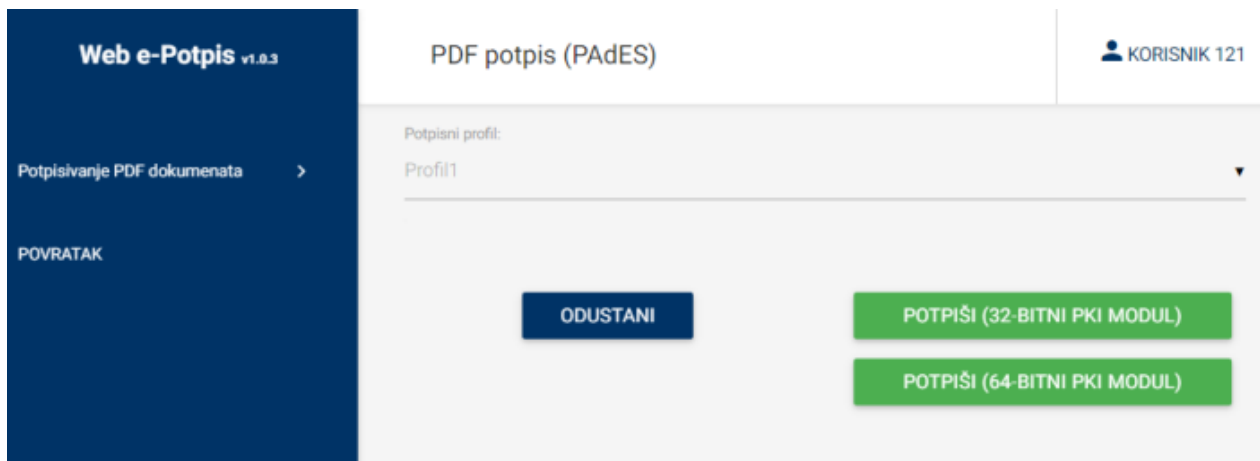 Web e-Potpis v1.0.3
PDF potpis (PAdES)
KORISNIK 121
Potpisivanje PDF dokumenata >
POVRATAK
Potpisni profil:
Profil1
ODUSTANI
POTPIŠI (32-BITNI PKI MODUL)
POTPIŠI (64-BITNI PKI MODUL)